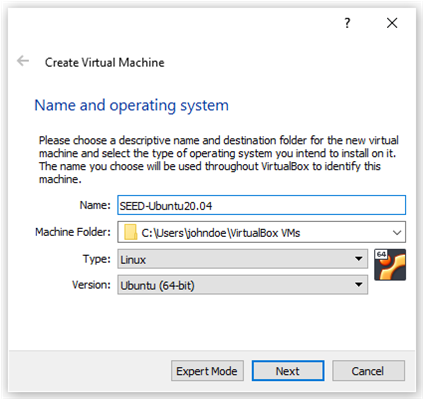 ?
Create Virtual Machine
Name and operating system
Please choose a descriptive name and destination folder for the new virtual
machine and select the type of operating system you intend to install on it.
The name you choose will be used throughout VirtualBox to identify this
machine.
Name: SEED-Ubuntu20.04
Machine Folder: C:\Users\johndoe\VirtualBox VMs
Type: Linux
64
Version: Ubuntu (64-bit)
Expert Mode Next Cancel